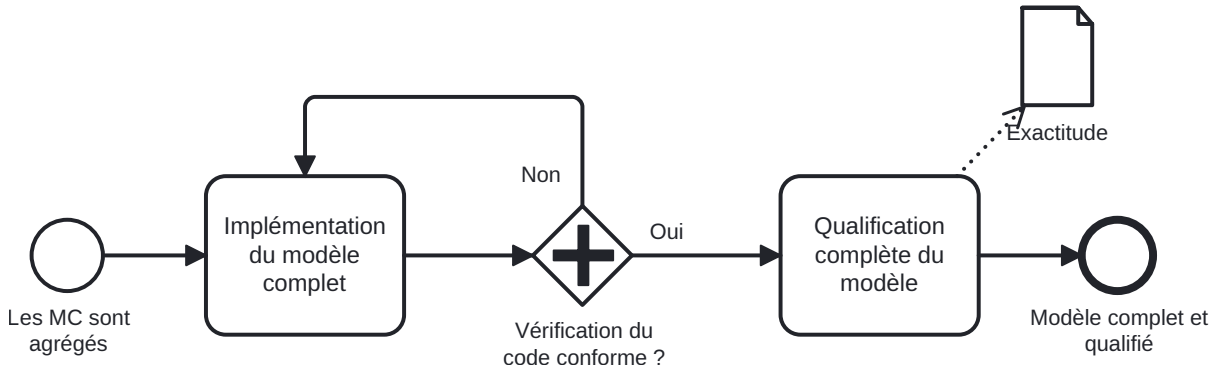 Exactitude
Non
Implémentation
du modèle
complet
Oui
Qualification
complète du
modèle
Les MC sont
agrégés
Vérification du
code conforme ?
Modèle complet et
qualifié